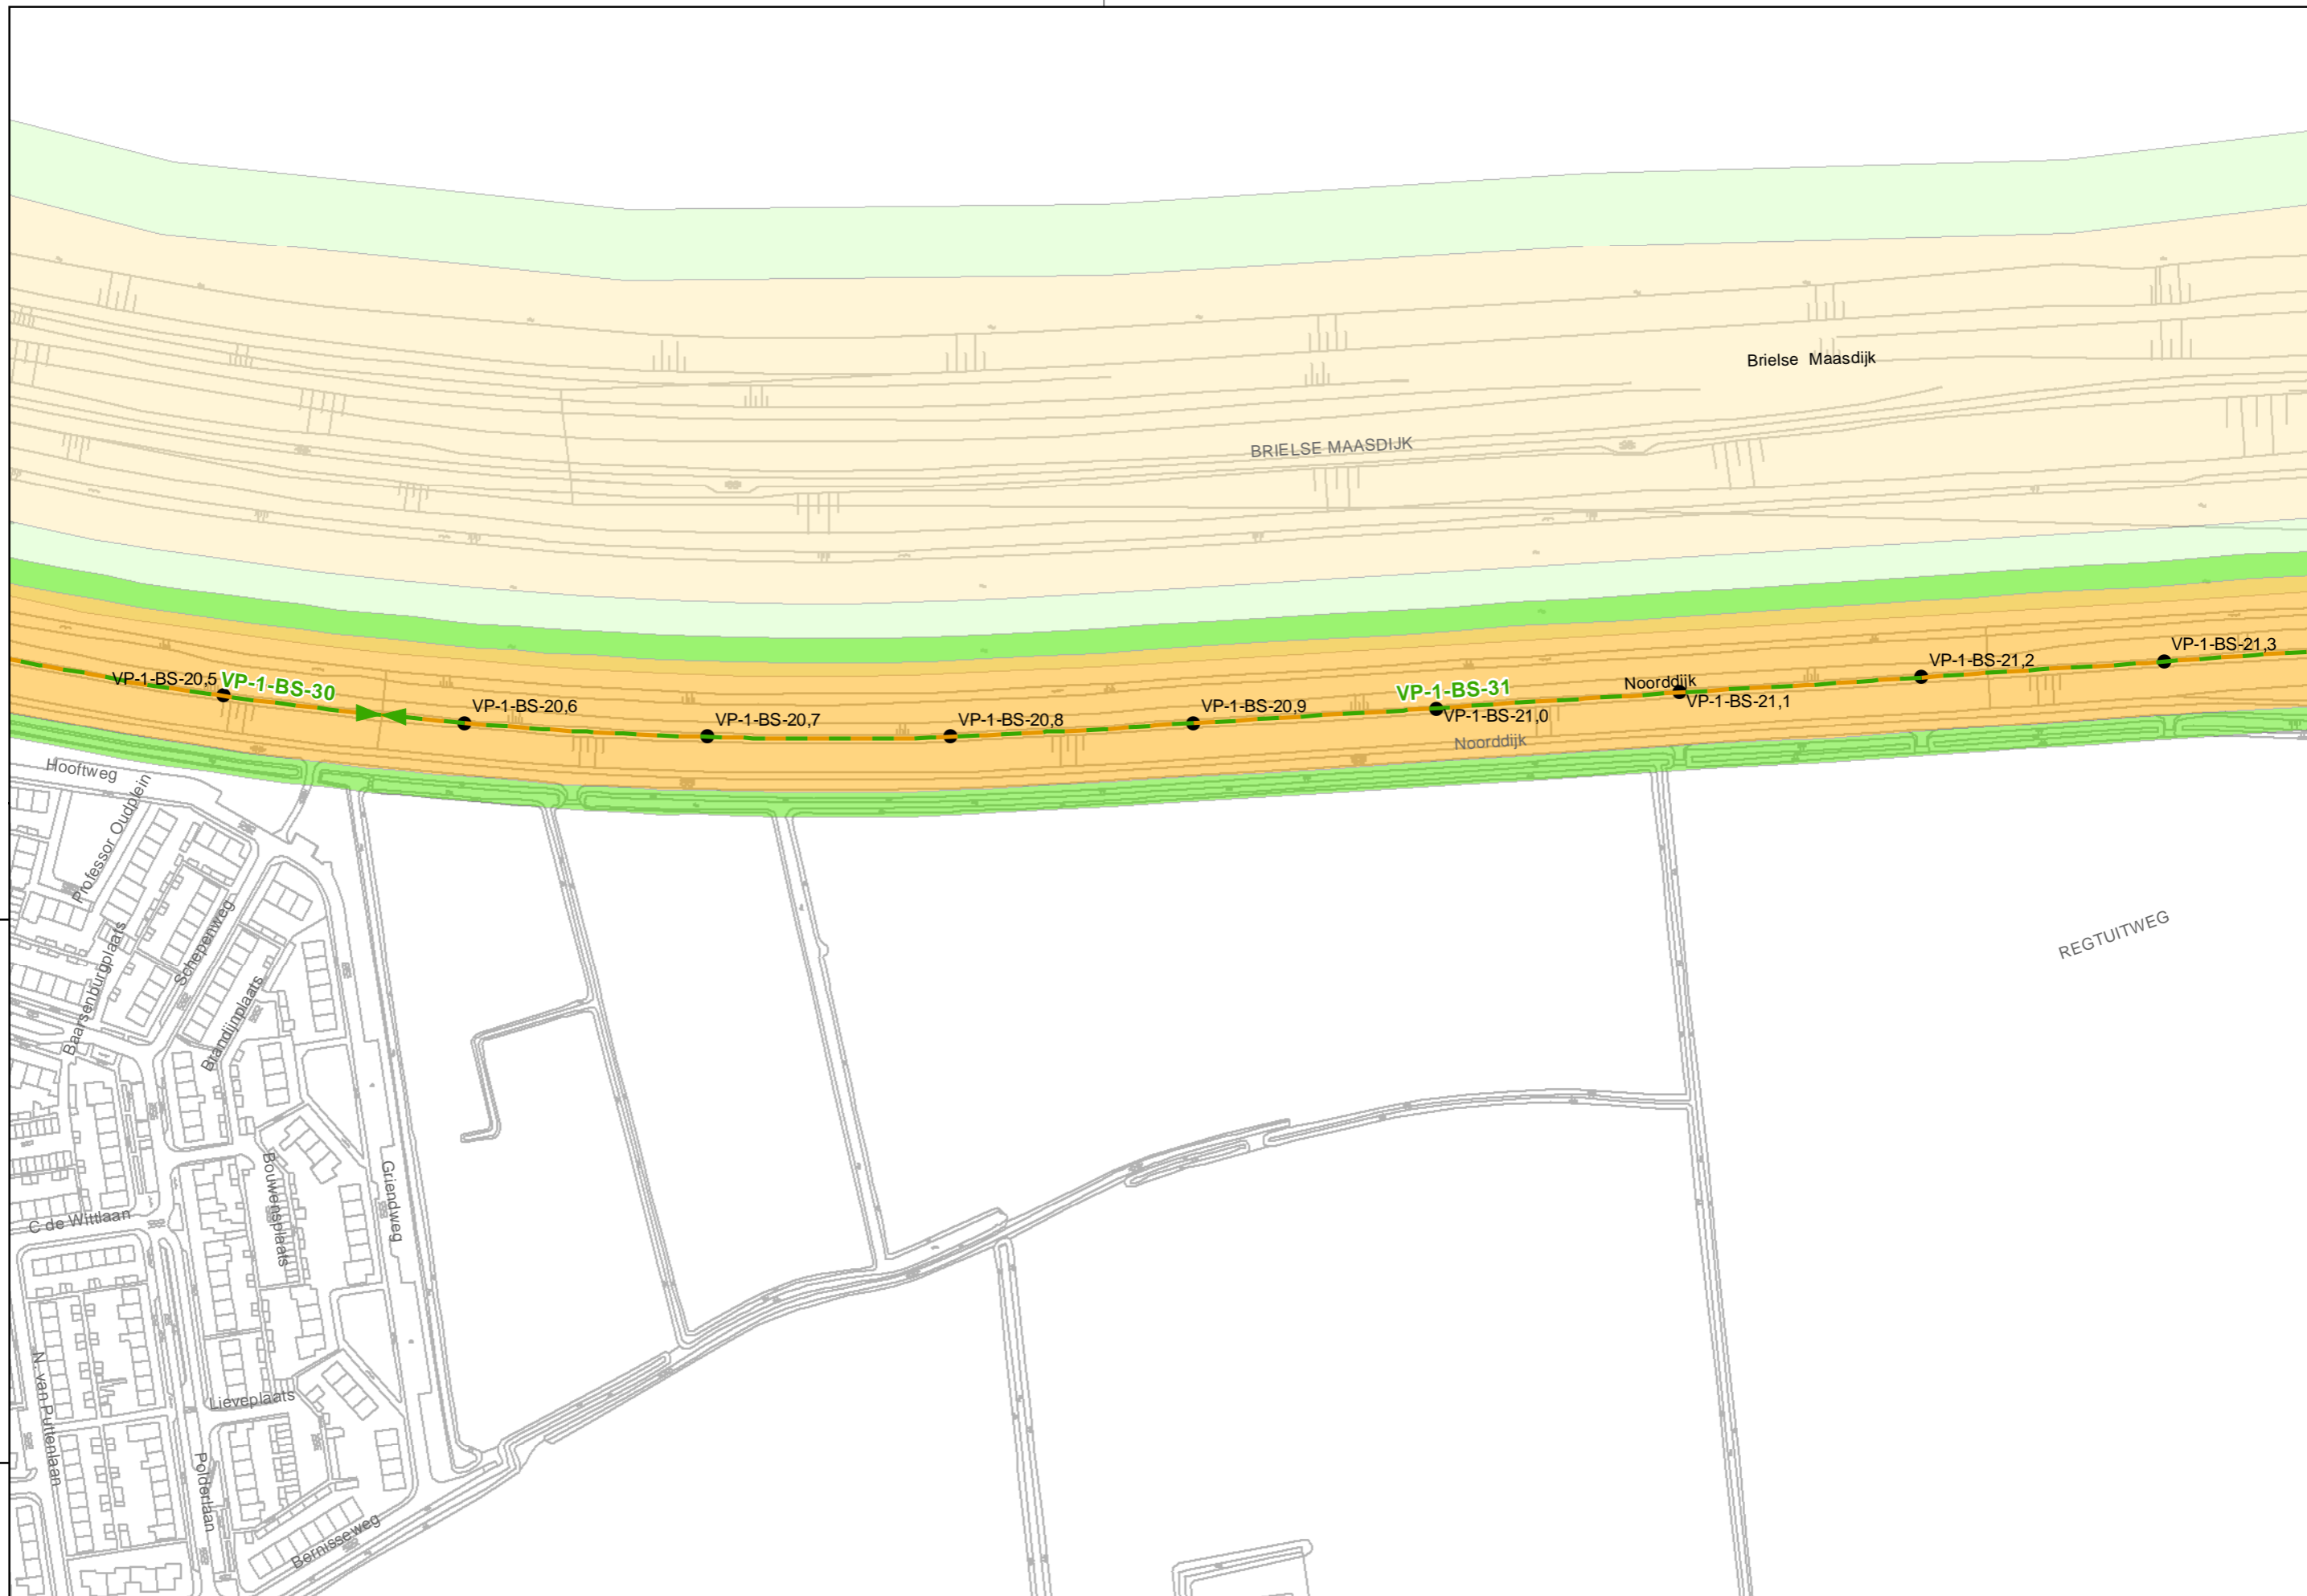 Brielse Maasdijk
BRIELSE MAASDIJK
VP-1-BS-20,5
VP-1-BS-30
VP-1-BS-20,6
VP-1-BS-20,7
VP-1-BS-20,8
VP-1-BS-20,9
VP-1-BS-31
VP-1-BS-21,0
Noorddijk
VP-1-BS-21,1
VP-1-BS-21,2
VP-1-BS-21,3
Noorddijk
Hooftweg
Professor Oudplein
Schepenweg
Baarsenburgplaats
Brandijnplaats
REGTUITWEG
Bouwensplaats
Griendweg
C de Wittlaan
N. van Puttenlaan
Lieveplaats
Polderlaan
Bernisseweg